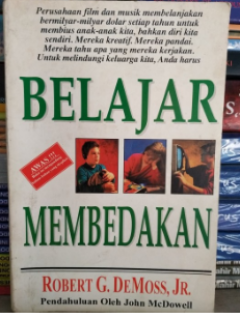 Perusahaan film dan musik membelanjakan
bermilyar-milyar dolar setiap tahun untuk
membius anak-anak kita, bahkan diri kita
sendiri. Mereka kreatif. Mereka pandai.
Mereka tahu apa yang mereka kerjakan.
Untuk melindungi keluarga kita, Anda harus
BELAJAR
AWAS !!!
MEMBEDAKAN
ROBERT G. DEMOSS, JR.
Pendahuluan Oleh John McDowell